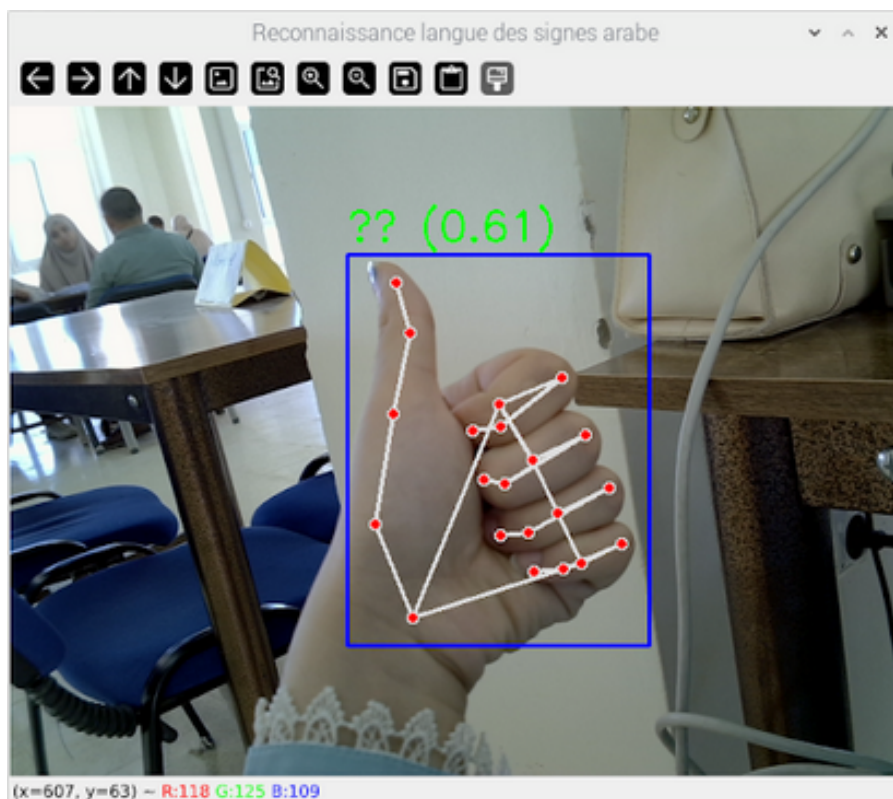 Reconnaissance langue des signes arabe
?? (0.61)
(x=607, y=63) ~ R:118 G:125 B:109